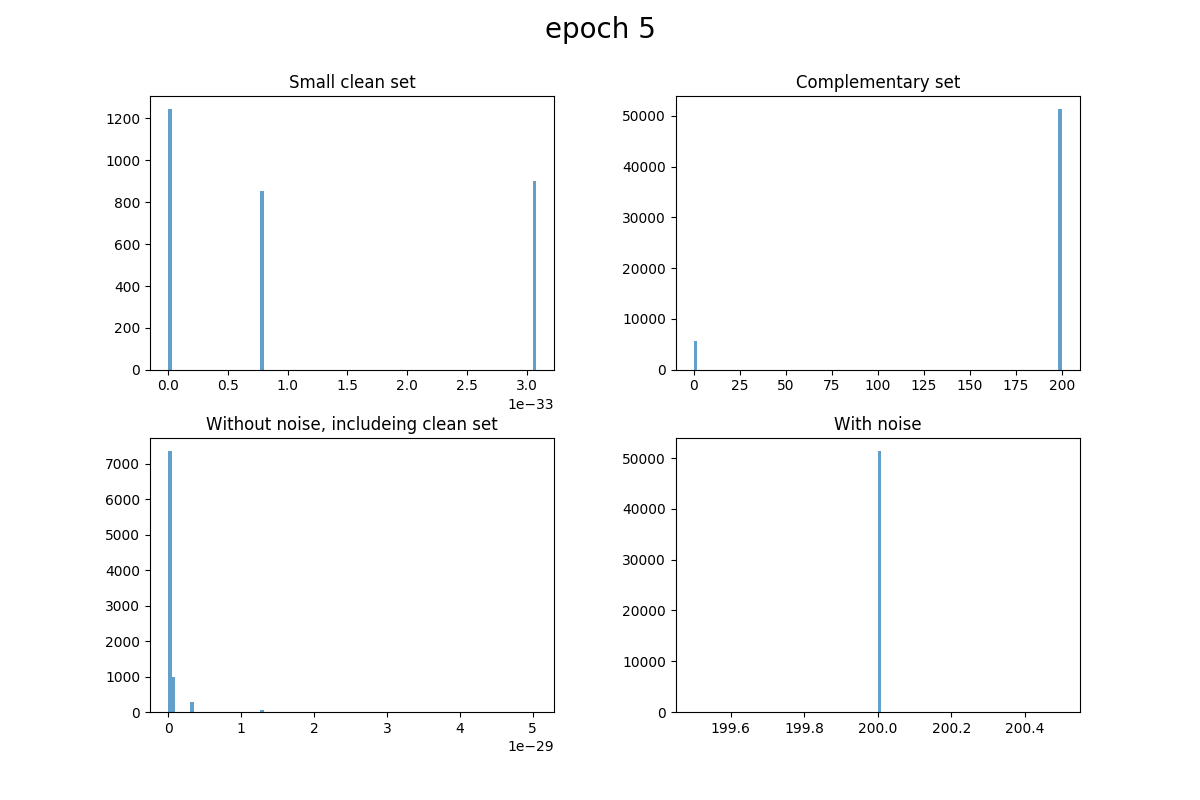 epoch 5
Small clean set
1200
1000
800
600
400
200
0
0.0 0.5 1.0 1.5 2.0 2.5 3.0
1e−33
Complementary set
50000
40000
30000
20000
10000
0
0 25 50 75 100 125 150 175 200
Without noise, includeing clean set
7000
6000
5000
4000
3000
2000
1000
0
0 1 2 3 4 5
1e−29
With noise
50000
40000
30000
20000
10000
0
199.6 199.8 200.0 200.2 200.4